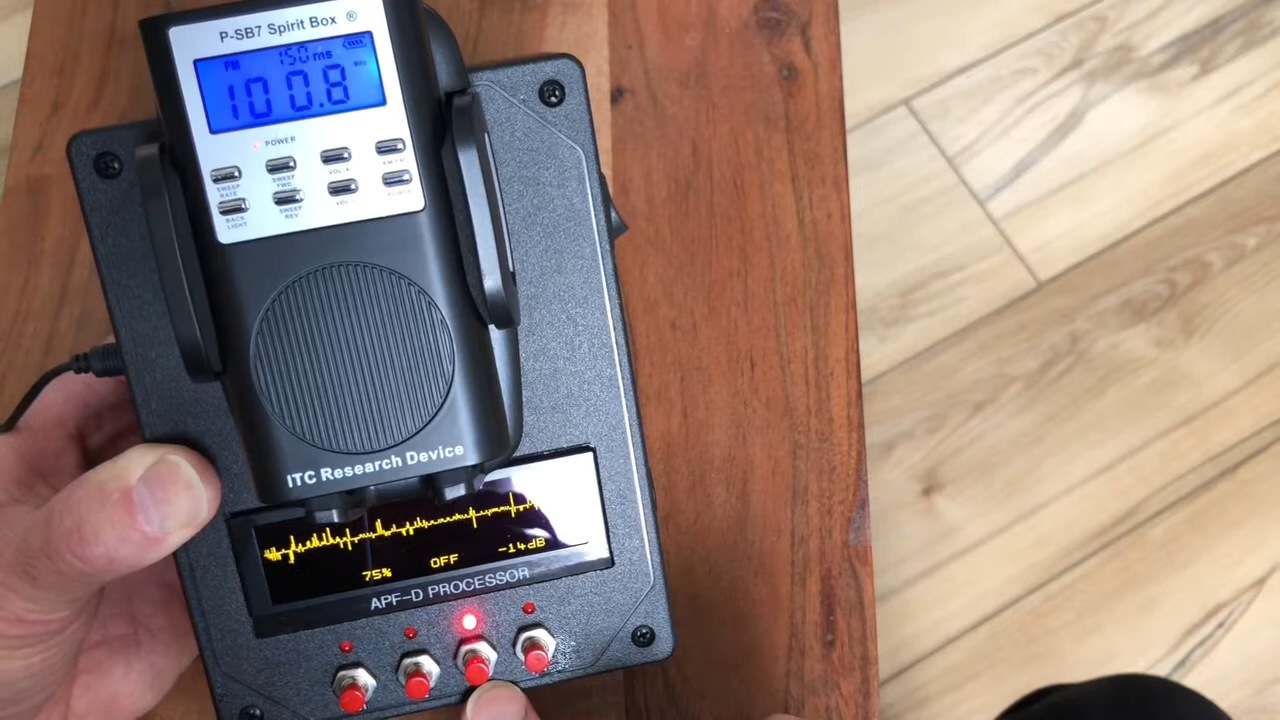 P-SB7 Spirit Box ®
FM 150 ms
100.8
POWER
SWEEP RATE
SWEEP FWD
VOL +
AM/FM
BACK LIGHT
SWEEP REV
VOL -
POWER
ITC Research Device
75% OFF -14dB
APF-D PROCESSOR